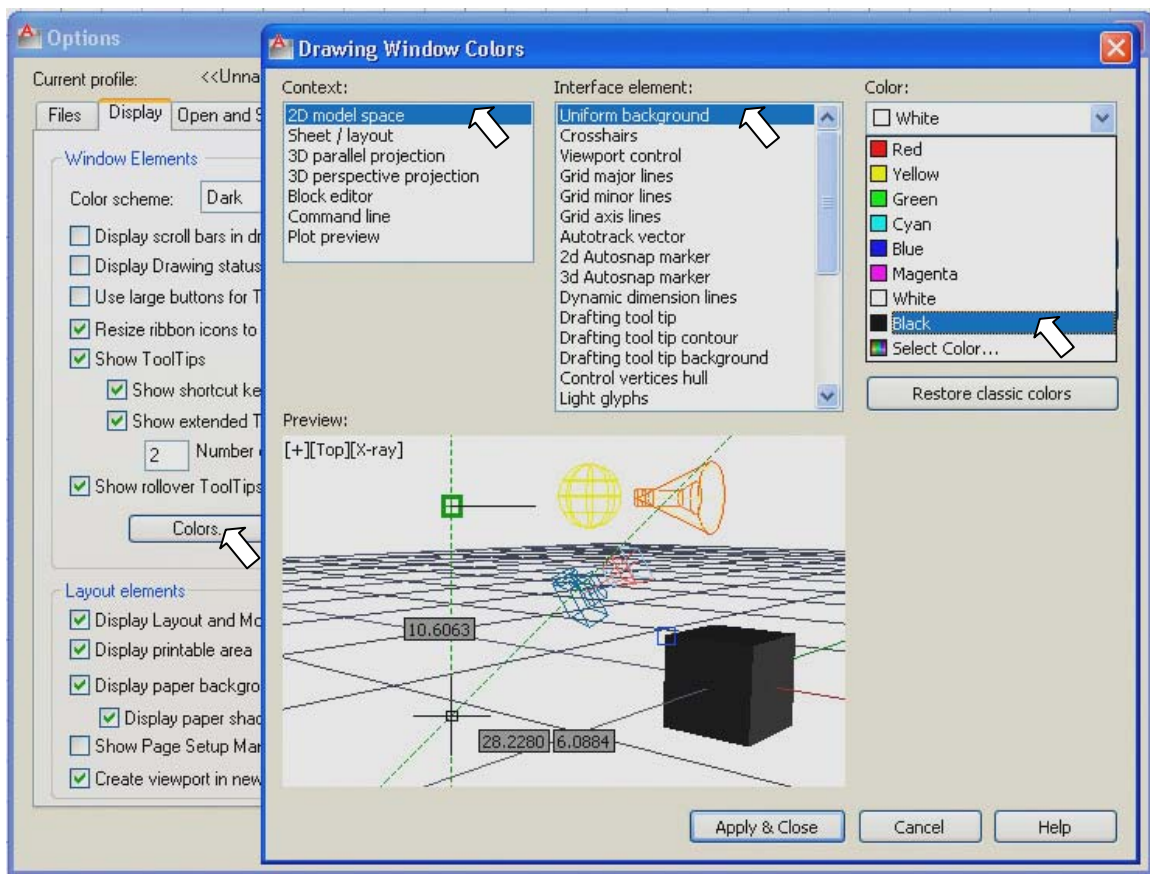 Options
Current profile: <<Unna
Files Display Open and S
Window Elements
Color scheme: Dark
Display scroll bars in dr
Display Drawing status
Use large buttons for T
Resize ribbon icons to
Show ToolTips
Show shortcut ke
Show extended T
2 Number
Show rollover ToolTips
Colors...
Layout elements
Display Layout and Mo
Display printable area
Display paper backgro
Display paper shad
Show Page Setup Mar
Create viewport in new
Drawing Window Colors
Context:
2D model space
Sheet / layout
3D parallel projection
3D perspective projection
Block editor
Command line
Plot preview
Interface element:
Uniform background
Crosshairs
Viewport control
Grid major lines
Grid minor lines
Grid axis lines
Autotrack vector
2d Autosnap marker
3d Autosnap marker
Dynamic dimension lines
Drafting tool tip
Drafting tool tip contour
Drafting tool tip background
Control vertices hull
Light glyphs
Color:
White
Red
Yellow
Green
Cyan
Blue
Magenta
White
Black
Select Color...
Restore classic colors
Preview:
[+][Top][X-ray]
10.6063
28.2280 6.0884
Apply & Close Cancel Help